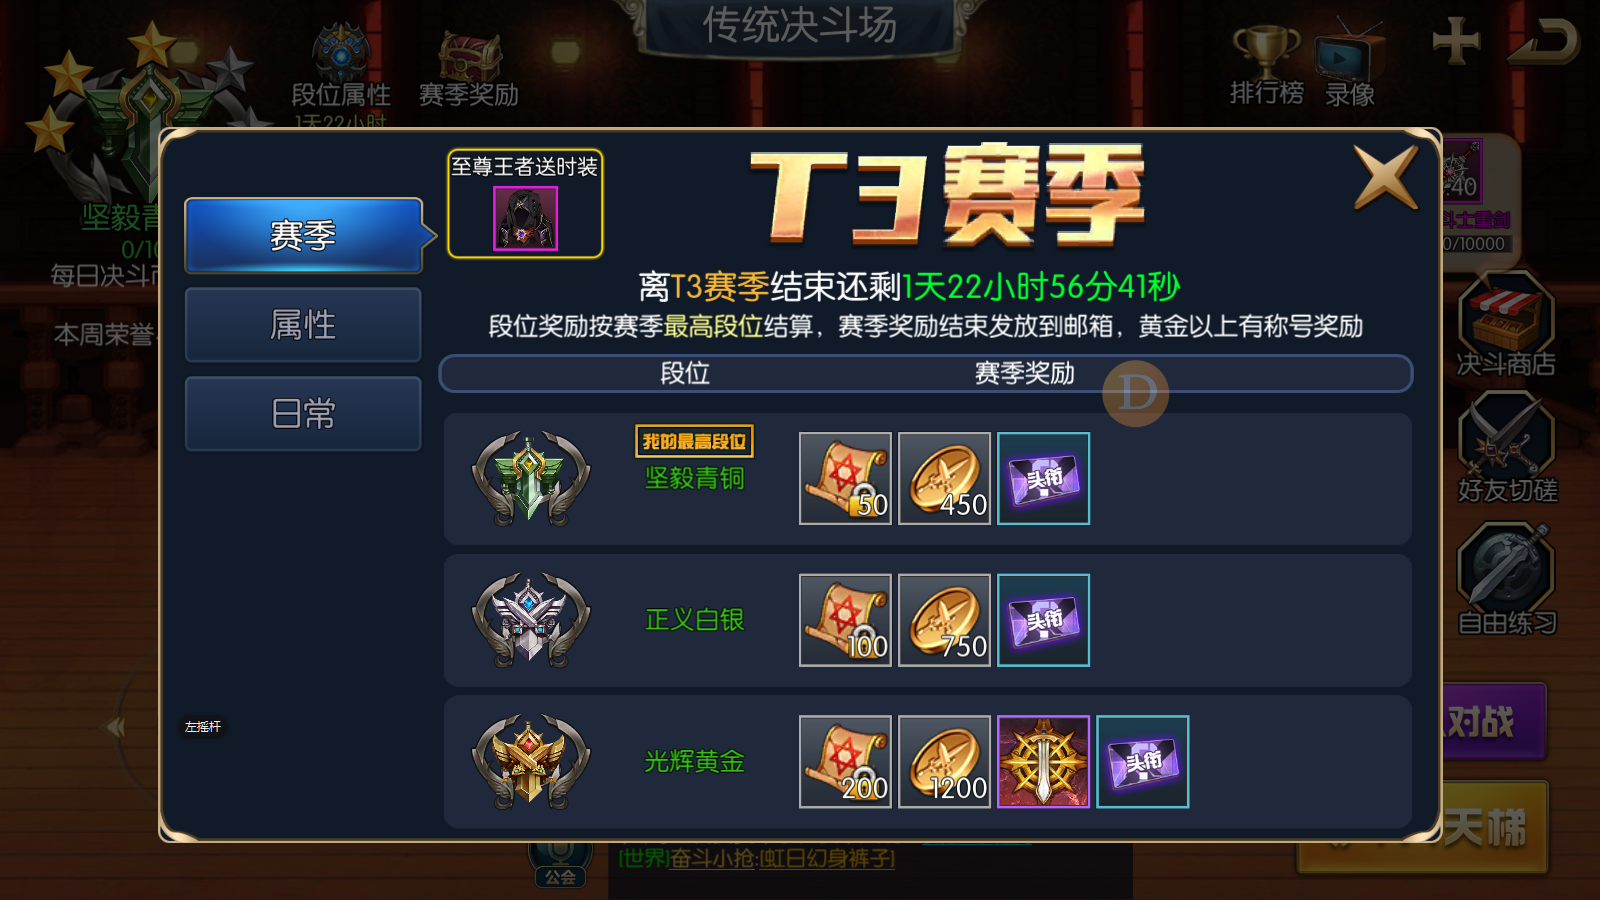 传统决斗场
段位属性
赛季奖励
1天22小时
排行榜
录像
至尊王者送时装
T3赛季
离T3赛季结束还剩1天22小时56分41秒
段位奖励按赛季最高段位结算，赛季奖励结束发放到邮箱，黄金以上有称号奖励
赛季
属性
日常
段位
赛季奖励
D
我的最高段位
坚毅青铜
50
450
头衔
正义白银
100
750
头衔
光辉黄金
200
1200
头衔
坚毅青
0/10
每日决斗币
本周荣誉
左摇杆
40
斗士重剑
0/10000
决斗商店
好友切磋
自由练习
对战
天梯
公会
[世界]奋斗小抢:[虹日幻身裤子]